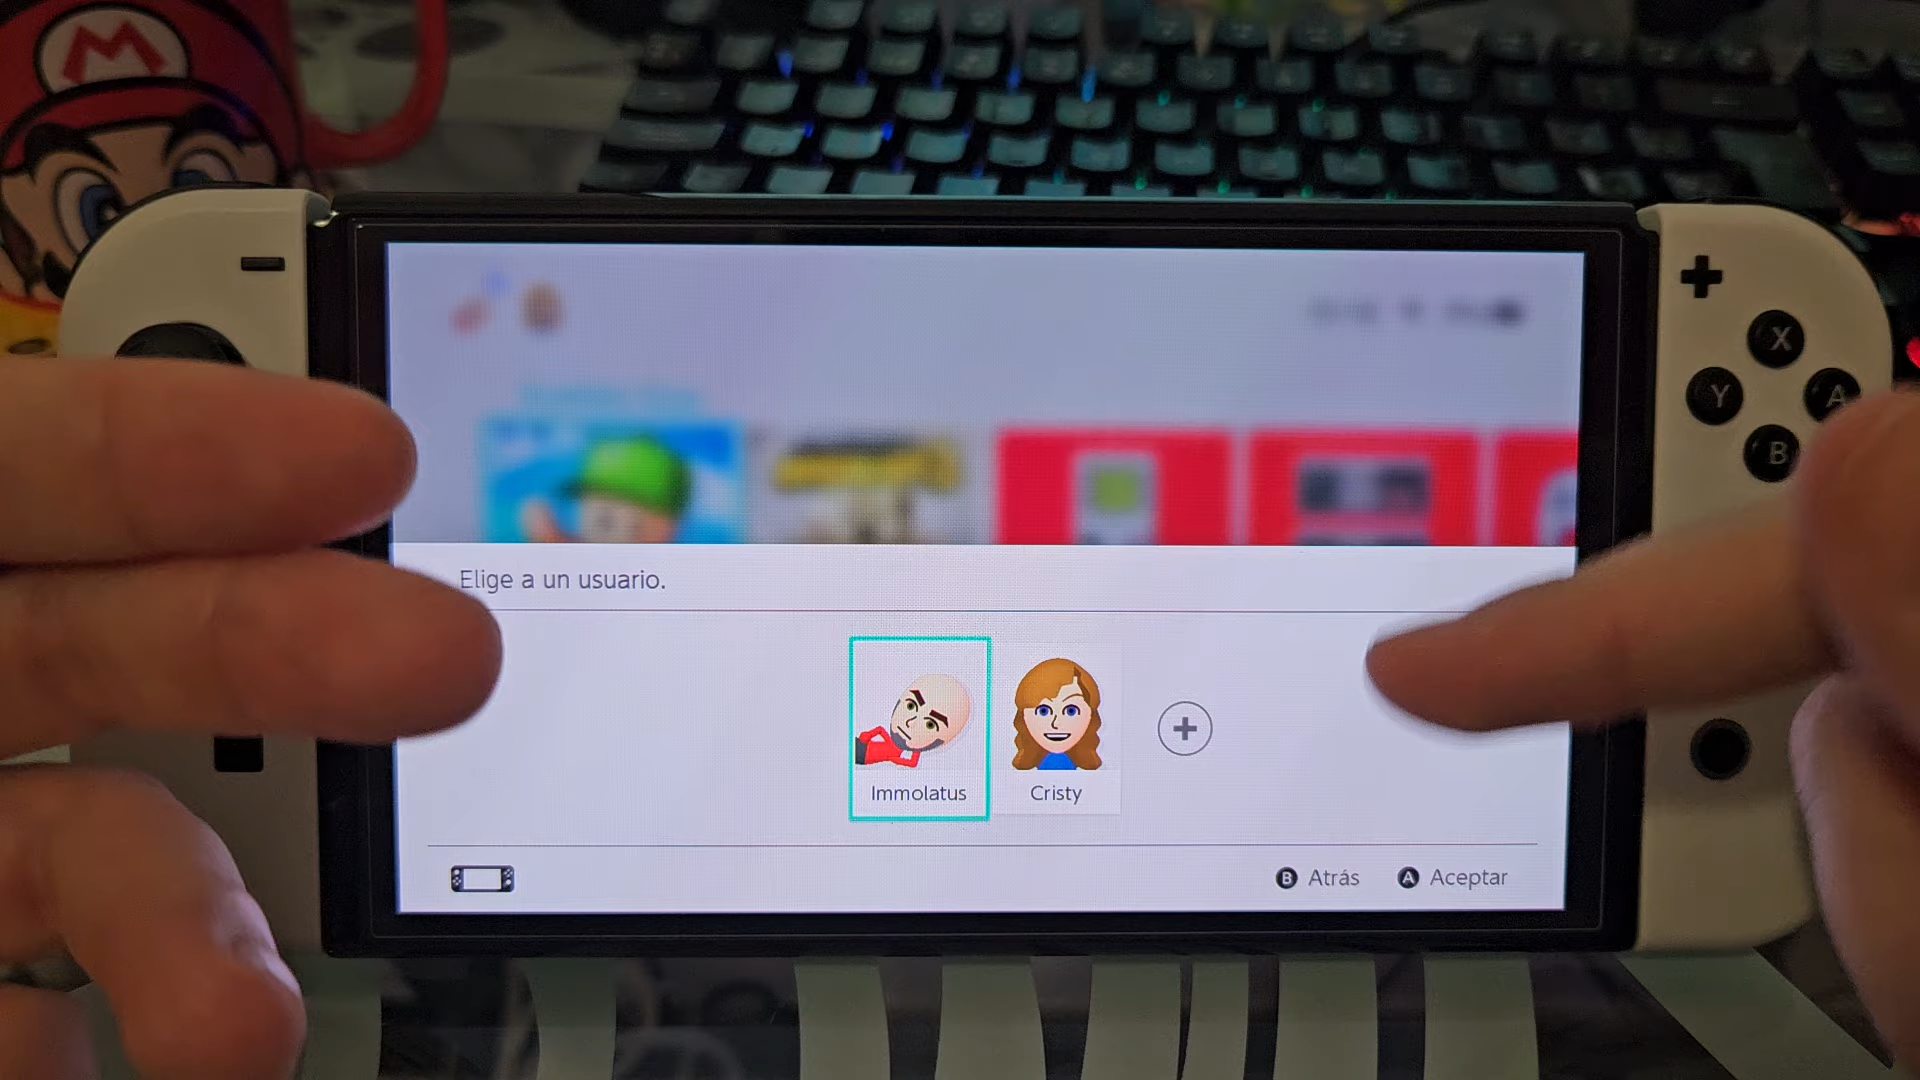 M
X
Y
A
B
Elige a un usuario.
Immolatus
Cristy
B Atrás
A Aceptar